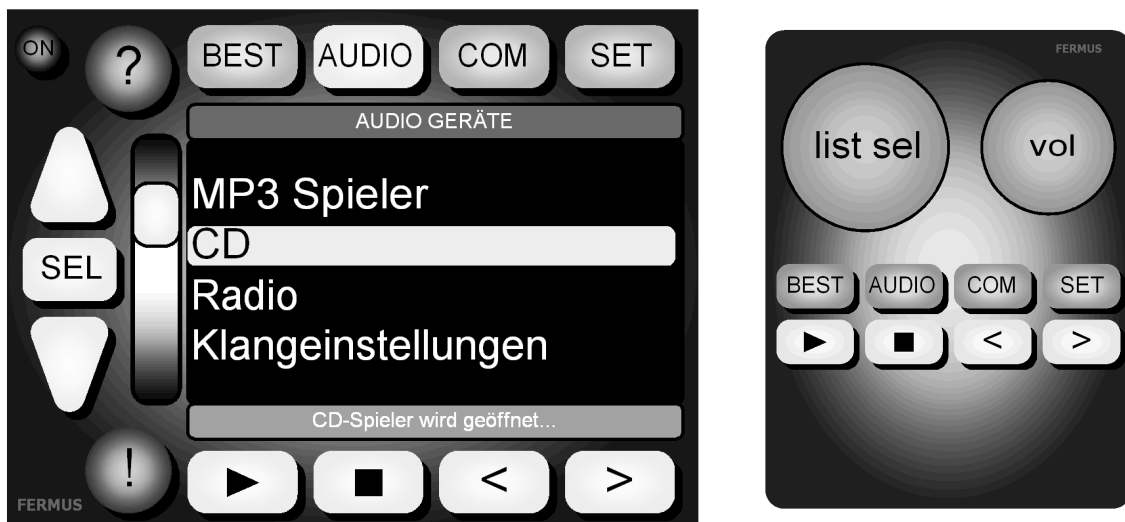 ON
?
BEST AUDIO COM SET
AUDIO GERÄTE
MP3 Spieler
CD
Radio
Klangeinstellungen
SEL
CD-Spieler wird geöffnet...
!
< >
FERMUS
FERMUS
list sel
vol
BEST AUDIO COM SET
< >